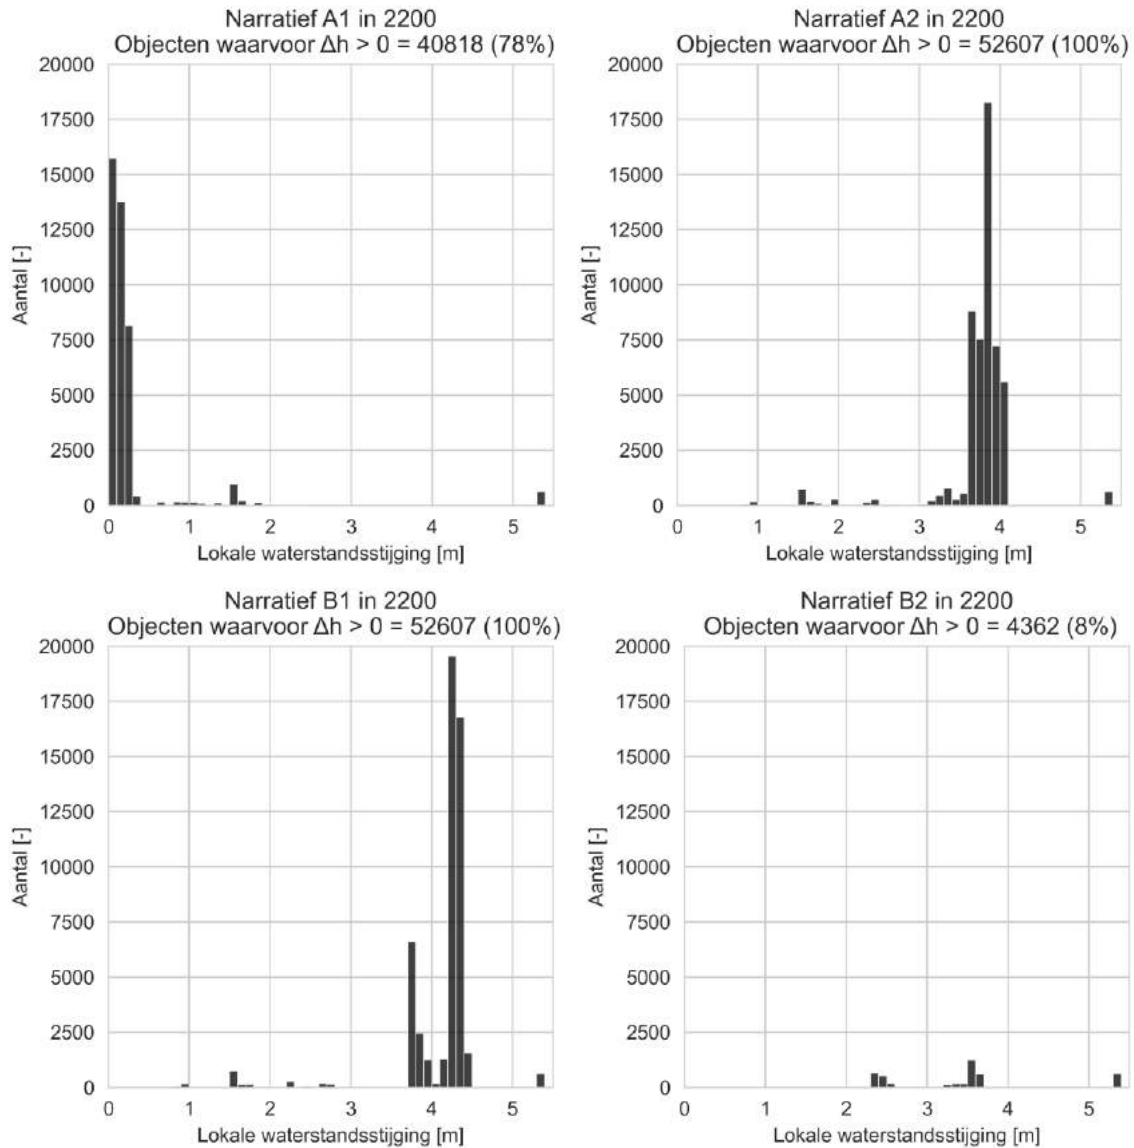 Narratief A1 in 2200
Objecten waarvoor Δh > 0 = 40818 (78%)
20000
17500
15000
12500
10000
7500
5000
2500
0
Aantal [-]
0 1 2 3 4 5
Lokale waterstandsstijging [m]
Narratief A2 in 2200
Objecten waarvoor Δh > 0 = 52607 (100%)
20000
17500
15000
12500
10000
7500
5000
2500
0
Aantal [-]
0 1 2 3 4 5
Lokale waterstandsstijging [m]
Narratief B1 in 2200
Objecten waarvoor Δh > 0 = 52607 (100%)
20000
17500
15000
12500
10000
7500
5000
2500
0
Aantal [-]
0 1 2 3 4 5
Lokale waterstandsstijging [m]
Narratief B2 in 2200
Objecten waarvoor Δh > 0 = 4362 (8%)
20000
17500
15000
12500
10000
7500
5000
2500
0
Aantal [-]
0 1 2 3 4 5
Lokale waterstandsstijging [m]